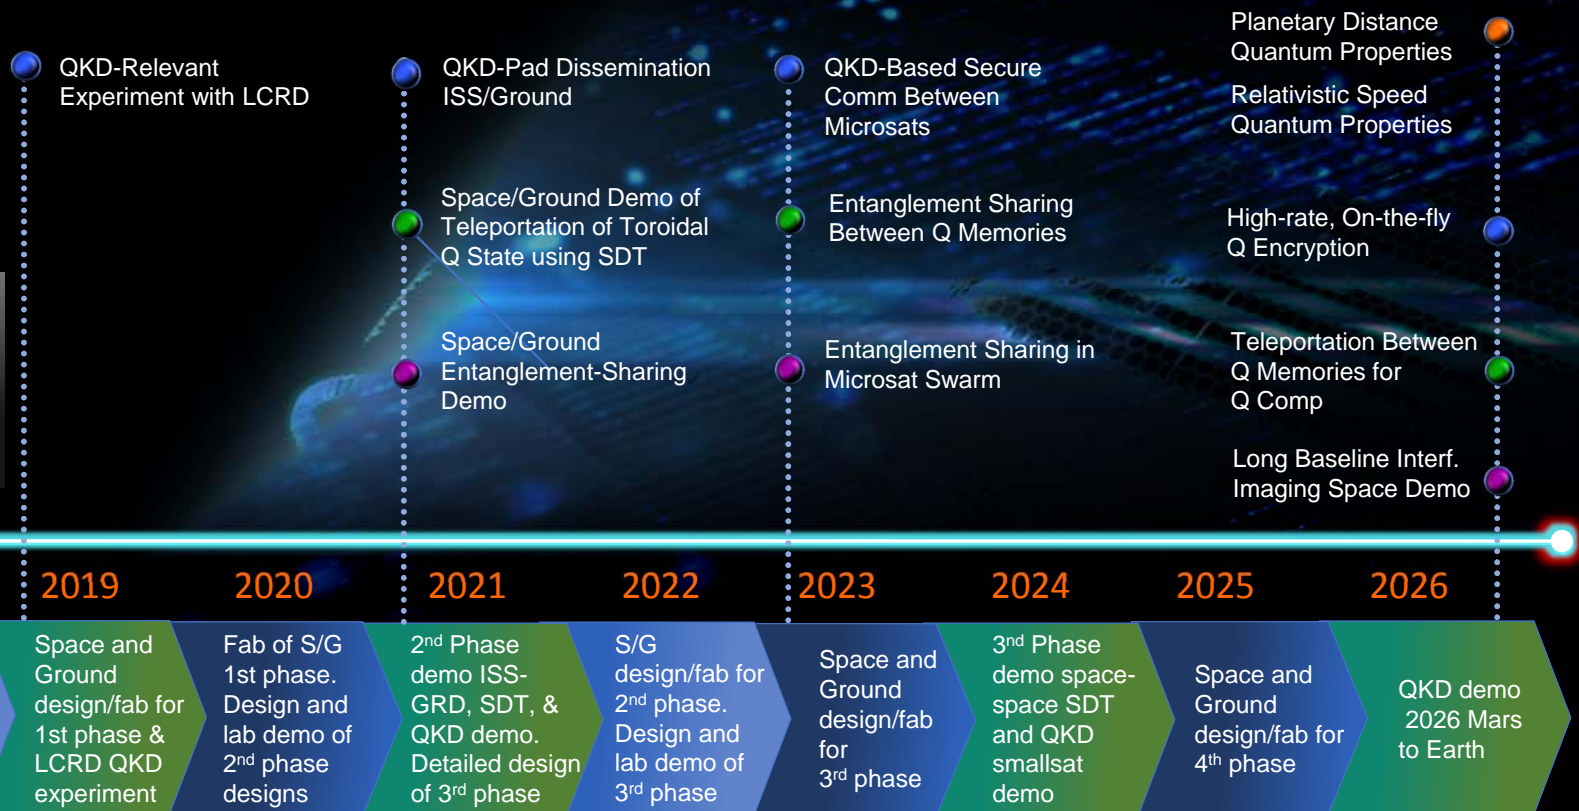 QKD-Relevant
Experiment with LCRD
QKD-Pad Dissemination
ISS/Ground
Space/Ground Demo of
Teleportation of Toroidal
Q State using SDT
Space/Ground
Entanglement-Sharing
Demo
QKD-Based Secure
Comm Between
Microsats
Entanglement Sharing
Between Q Memories
Entanglement Sharing in
Microsat Swarm
Planetary Distance
Quantum Properties
Relativistic Speed
Quantum Properties
High-rate, On-the-fly
Q Encryption
Teleportation Between
Q Memories for
Q Comp
Long Baseline Interf.
Imaging Space Demo
2019 2020 2021 2022 2023 2024 2025 2026
Space and
Ground
design/fab for
1st phase &
LCRD QKD
experiment
Fab of S/G
1st phase.
Design and
lab demo of
2nd phase
designs
2nd Phase
demo ISS-
GRD, SDT, &
QKD demo.
Detailed design
of 3rd phase
S/G
design/fab for
2nd phase.
Design and
lab demo of
3rd phase
Space and
Ground
design/fab
for
3rd phase
3nd Phase
demo space-
space SDT
and QKD
smallsat
demo
Space and
Ground
design/fab for
4th phase
QKD demo
2026 Mars
to Earth